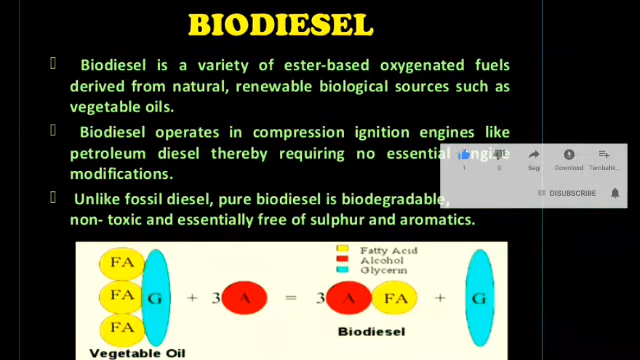 BIODIESEL
Biodiesel is a variety of ester-based oxygenated fuels
derived from natural, renewable biological sources such as
vegetable oils.
Biodiesel operates in compression ignition engines like
petroleum diesel thereby requiring no essential engine
modifications.
1
0
Bagi
Download
Tambahk...
Unlike fossil diesel, pure biodiesel is biodegradable,
DISUBSCRIBE
non- toxic and essentially free of sulphur and aromatics.
Fatty Acid
Alcohol
Glycerin
FA
FA
FA
G
+ 3 A = 3 A FA + G
Biodiesel
Vegetable Oil